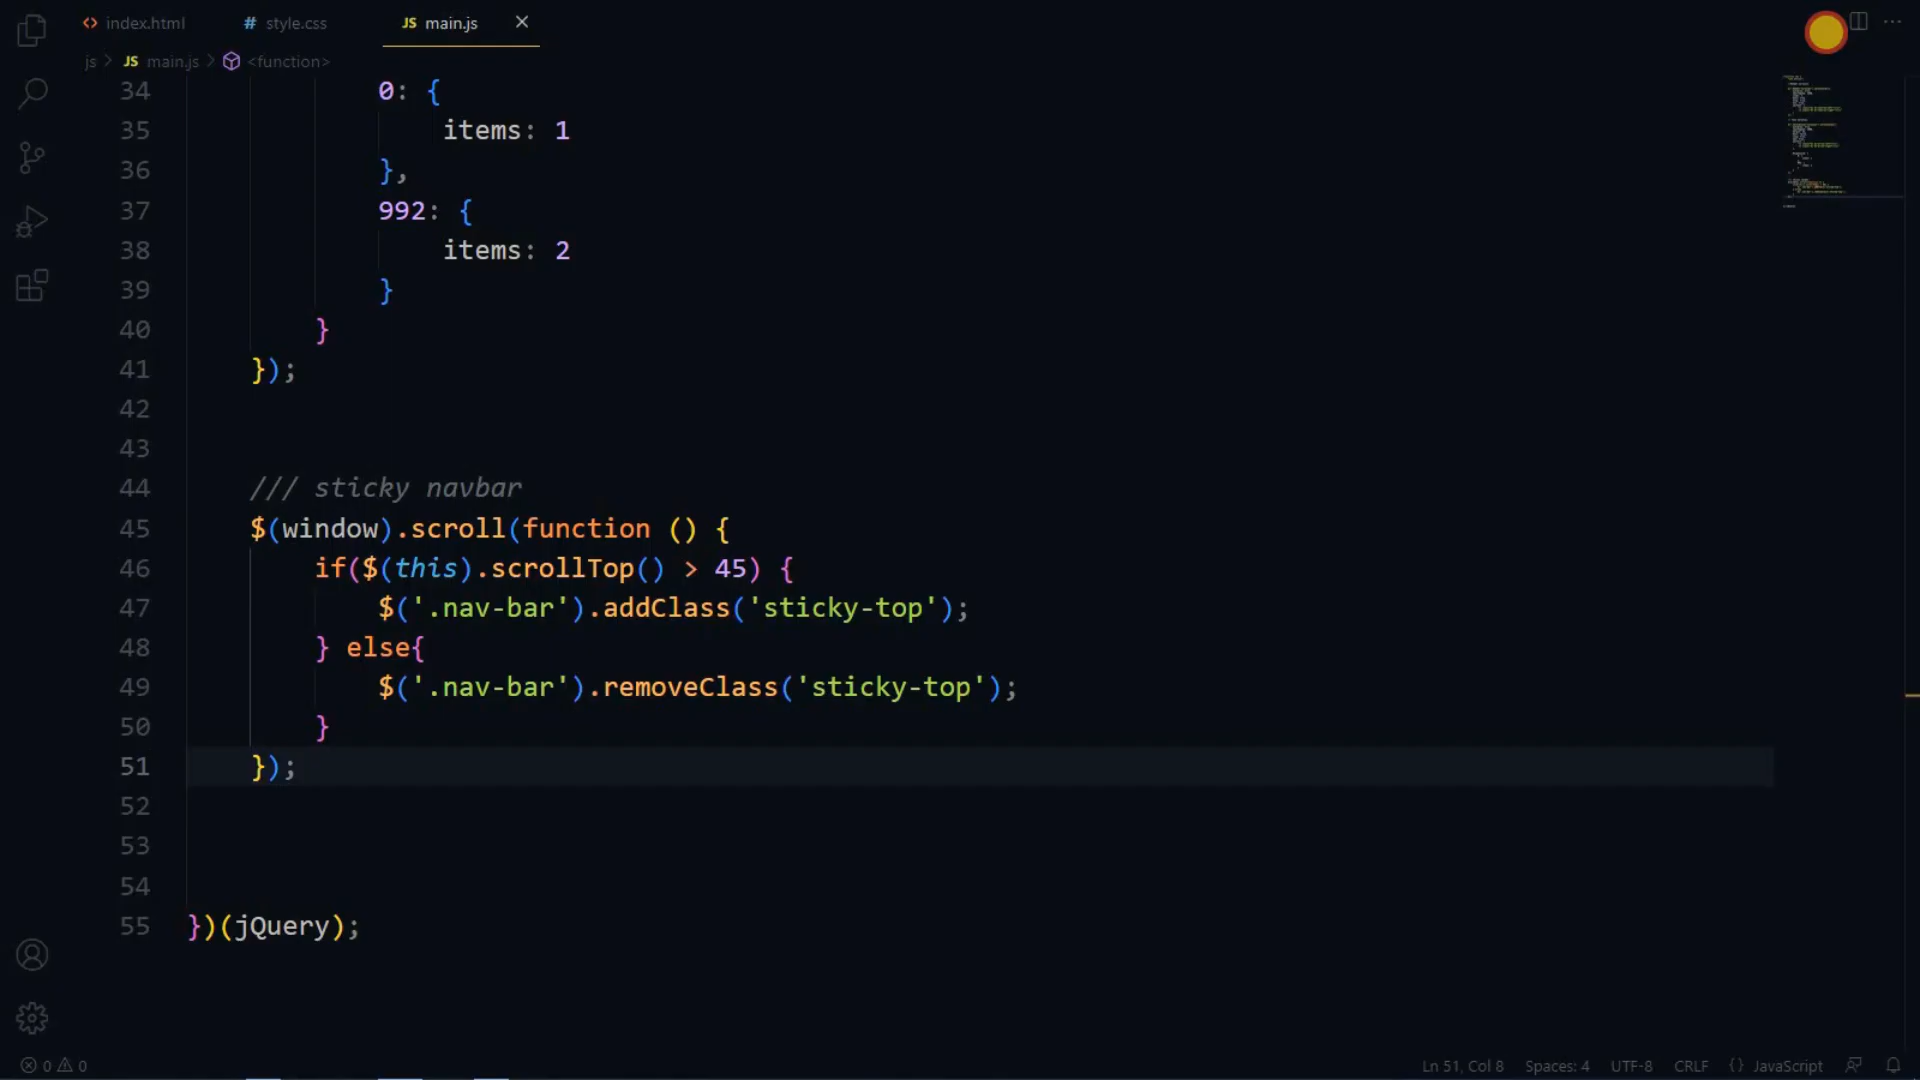 index.html # style.css JS main.js
js > JS main.js > <function>
34 0: {
35 items: 1
36 },
37 992: {
38 items: 2
39 }
40 }
41 });
42
43
44 /// sticky navbar
45 $(window).scroll(function () {
46 if($(this).scrollTop() > 45) {
47 $('.nav-bar').addClass('sticky-top');
48 } else{
49 $('.nav-bar').removeClass('sticky-top');
50 }
51 });
52
53
54
55 })(jQuery);
0 0 Ln 51, Col 8 Spaces: 4 UTF-8 CRLF {} JavaScript